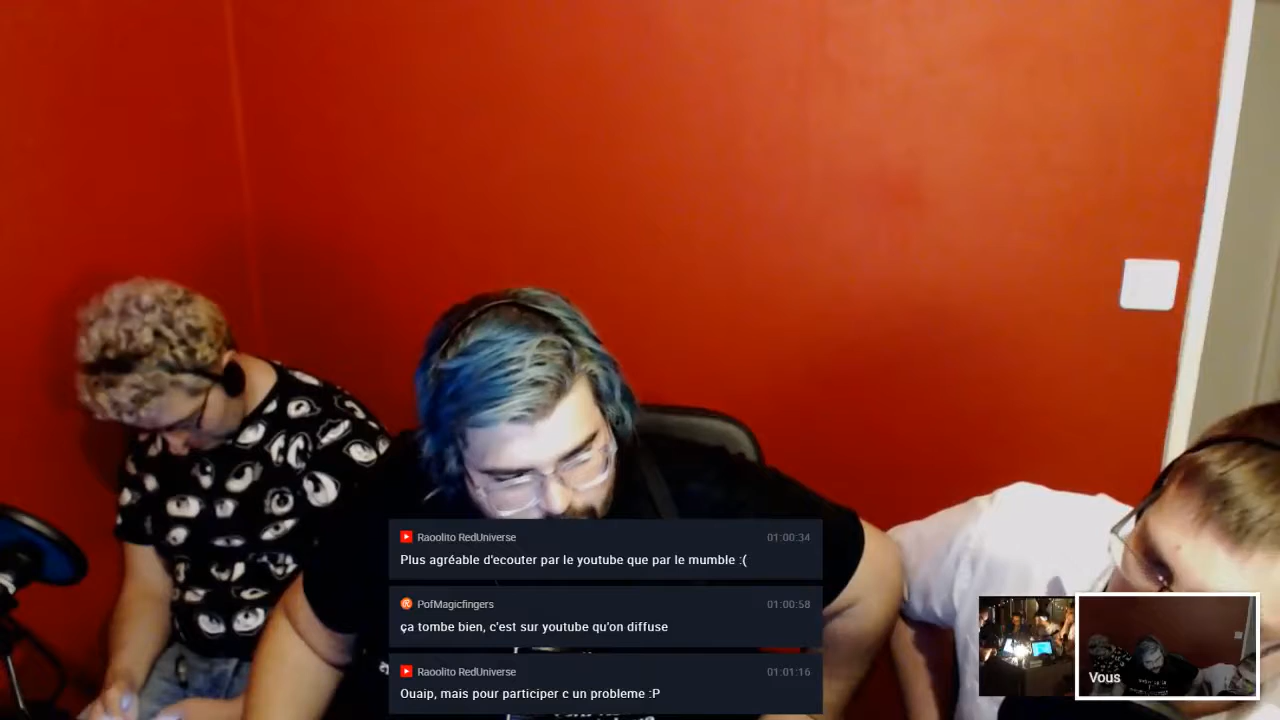 Raoolito RedUniverse 01:00:34
Plus agréable d'ecouter par le youtube que par le mumble :(
PofMagicfingers 01:00:58
ça tombe bien, c'est sur youtube qu'on diffuse
Raoolito RedUniverse 01:01:16
Ouaip, mais pour participer c un probleme :P
Vous